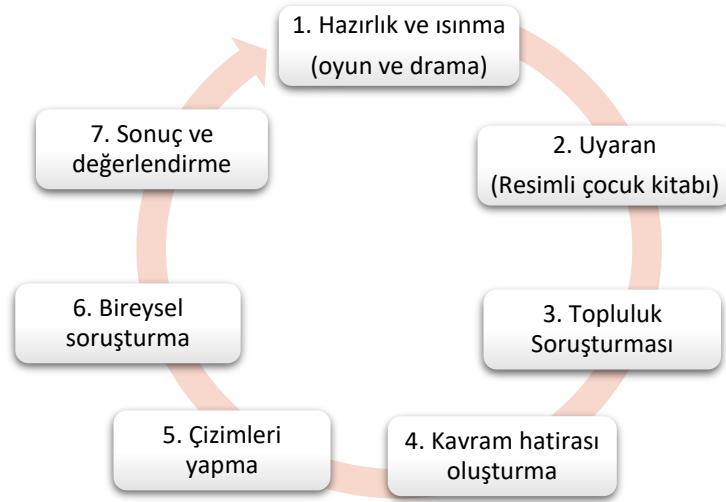 1. Hazırlık ve ısınma
(oyun ve drama)
2. Uyaran
(Resimli çocuk kitabı)
3. Topluluk
Soruşturması
4. Kavram hatirası
oluşturma
5. Çizimleri
yapma
6. Bireysel
soruşturma
7. Sonuç ve
değerlendirme